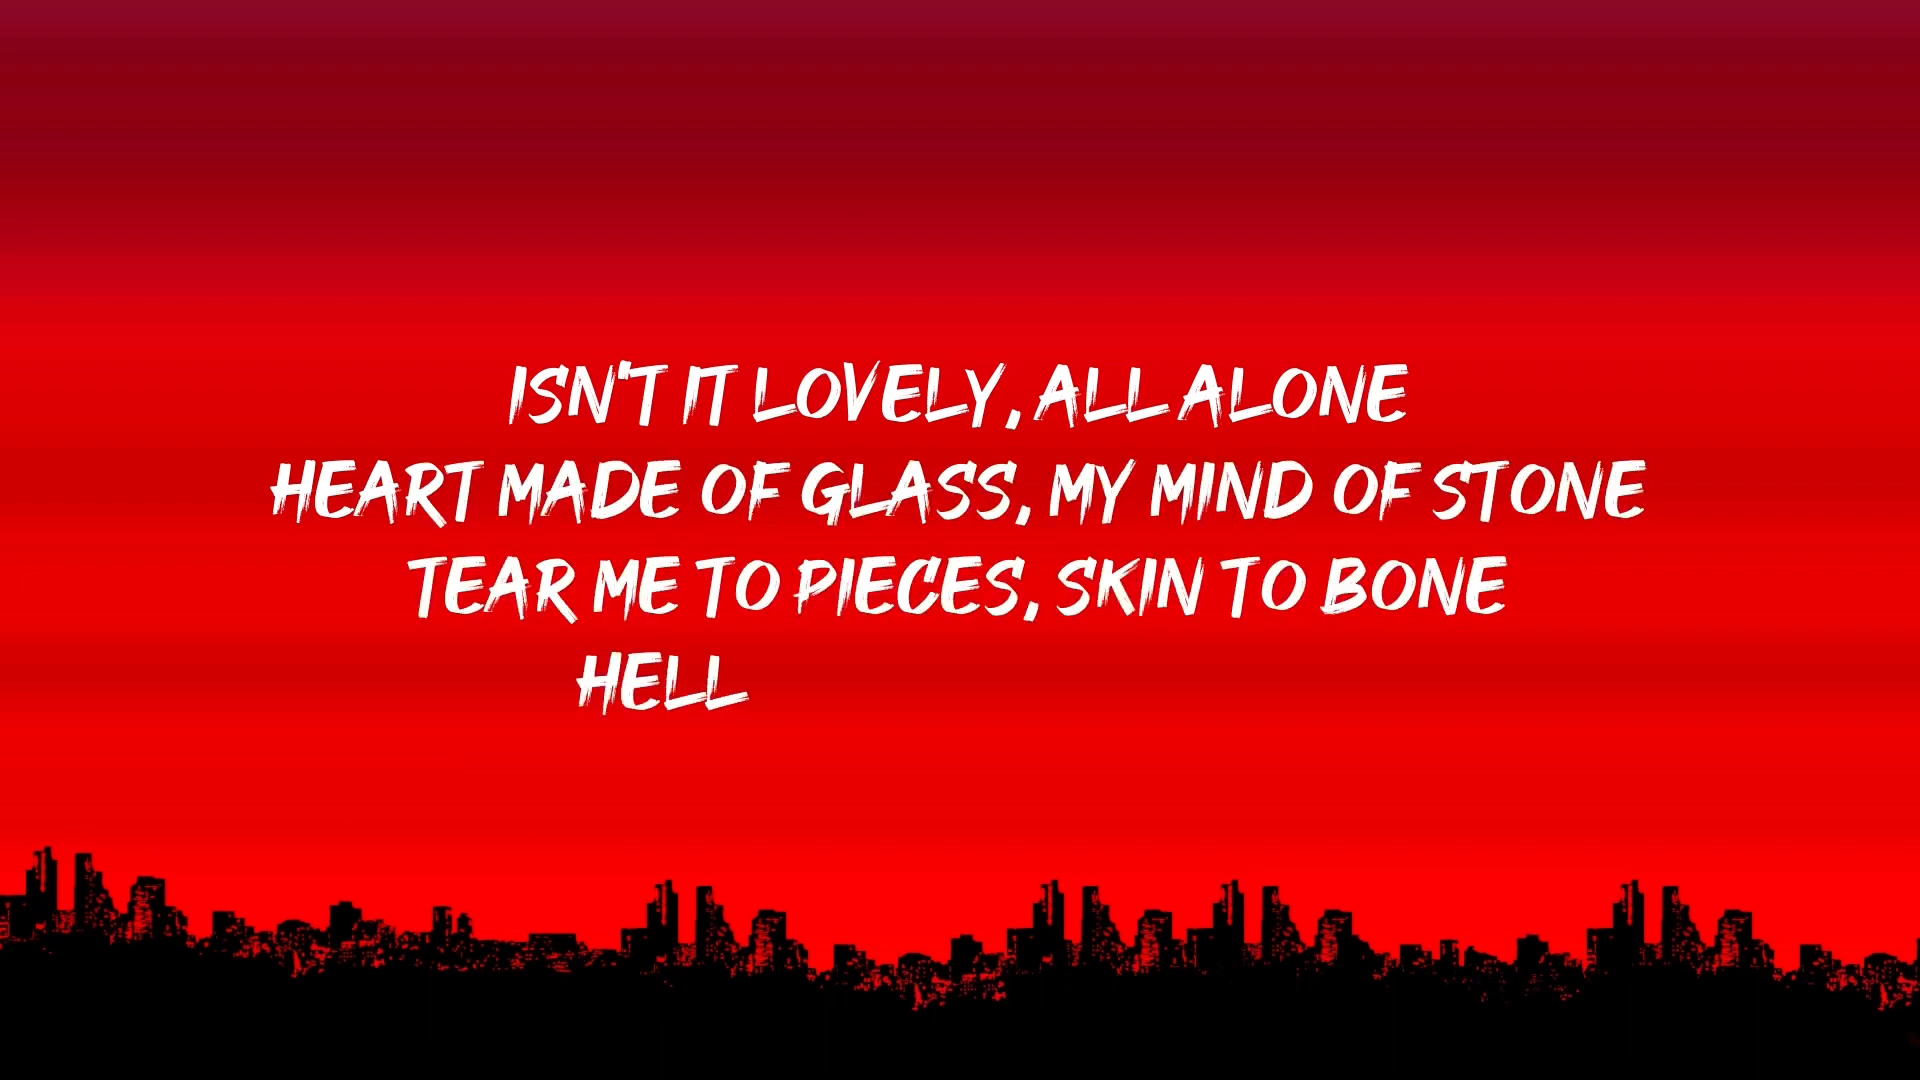 ISN'T IT LOVELY, ALL ALONE
HEART MADE OF GLASS, MY MIND OF STONE
TEAR ME TO PIECES, SKIN TO BONE
HELL